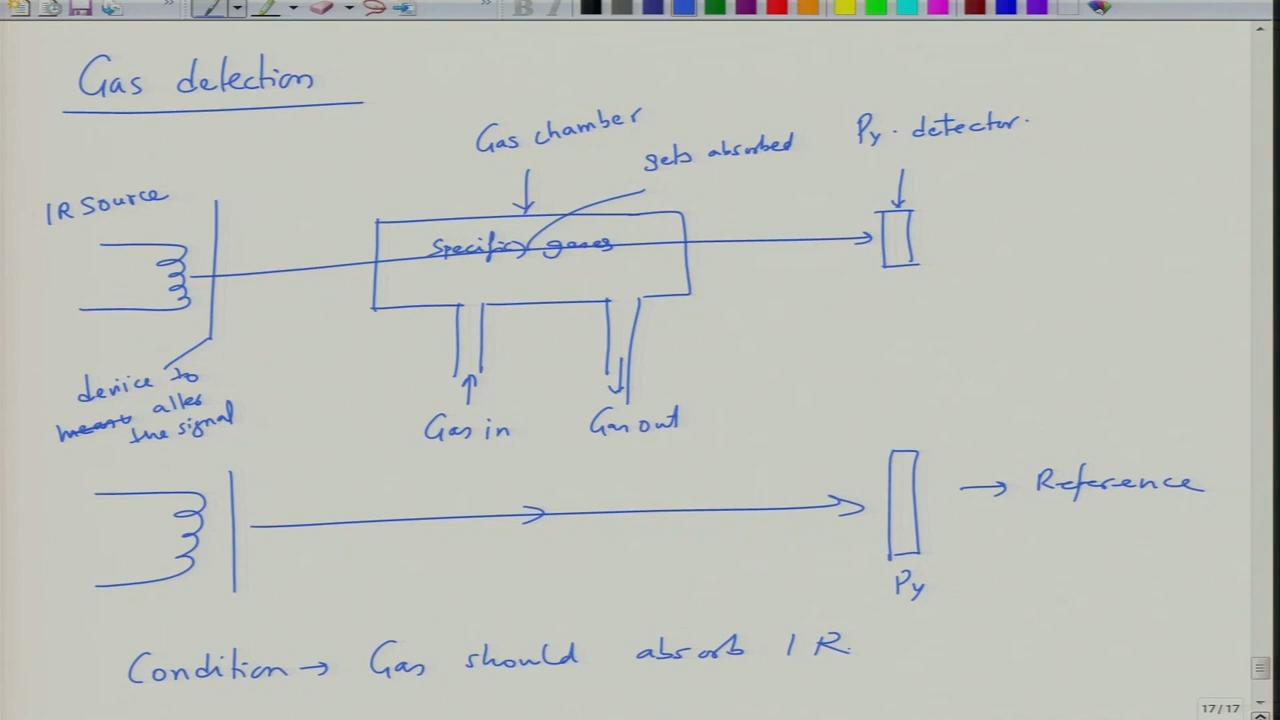 Gas detection
Gas chamber
gets absorbed
Py. detector.
IR Source
Specific gases
device to
meant alter
the signal
Gas in
Gas out
Reference
Py
Condition → Gas should absorb IR.
17/17